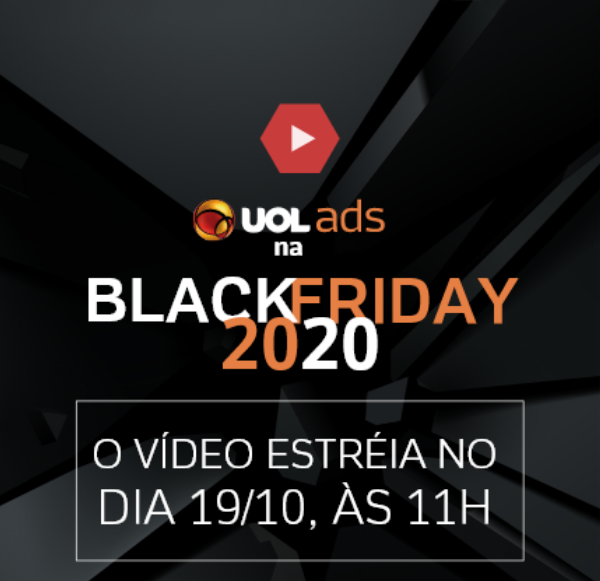 UOL ads
na
BLACKFRIDAY
2020
O VÍDEO ESTRÉIA NO
DIA 19/10, ÀS 11H